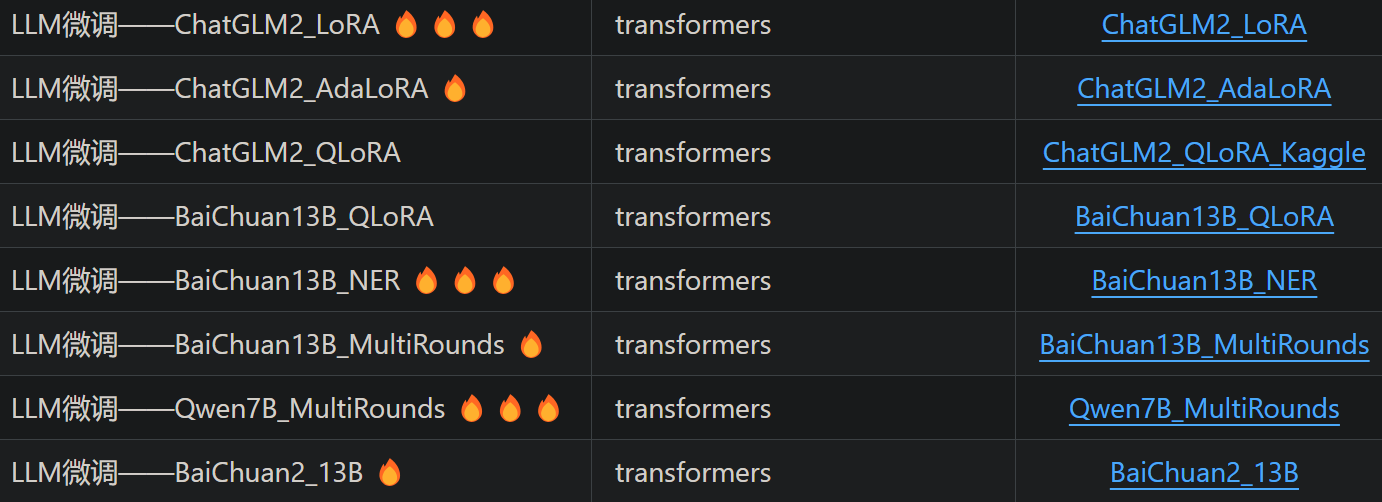 LLM微调——ChatGLM2_LoRA 🔥 🔥 🔥 transformers ChatGLM2_LoRA
LLM微调——ChatGLM2_AdaLoRA 🔥 transformers ChatGLM2_AdaLoRA
LLM微调——ChatGLM2_QLoRA transformers ChatGLM2_QLoRA_Kaggle
LLM微调——BaiChuan13B_QLoRA transformers BaiChuan13B_QLoRA
LLM微调——BaiChuan13B_NER 🔥 🔥 🔥 transformers BaiChuan13B_NER
LLM微调——BaiChuan13B_MultiRounds 🔥 transformers BaiChuan13B_MultiRounds
LLM微调——Qwen7B_MultiRounds 🔥 🔥 🔥 transformers Qwen7B_MultiRounds
LLM微调——BaiChuan2_13B 🔥 transformers BaiChuan2_13B